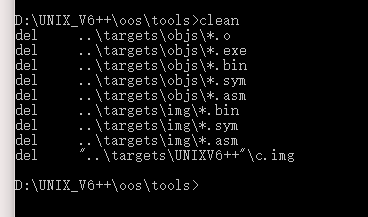 D:\UNIX_V6++\oos\tools>clean
del     ..\targets\objs\*.o
del     ..\targets\objs\*.exe
del     ..\targets\objs\*.bin
del     ..\targets\objs\*.sym
del     ..\targets\objs\*.asm
del     ..\targets\img\*.bin
del     ..\targets\img\*.sym
del     ..\targets\img\*.asm
del     "..\targets\UNIXV6++"\c.img
D:\UNIX_V6++\oos\tools>